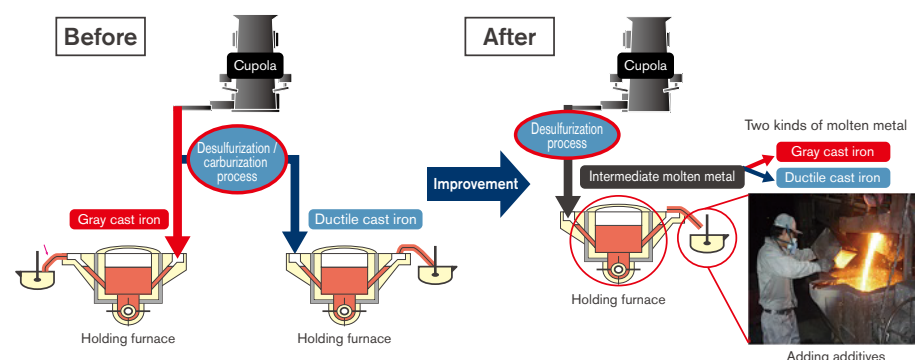 Before
Cupola
Desulfurization /
carburization
process
Gray cast iron
Ductile cast iron
Holding furnace
Holding furnace
Improvement
After
Cupola
Desulfurization
process
Two kinds of molten metal
Gray cast iron
Intermediate molten metal
Ductile cast iron
Holding furnace
Adding additives